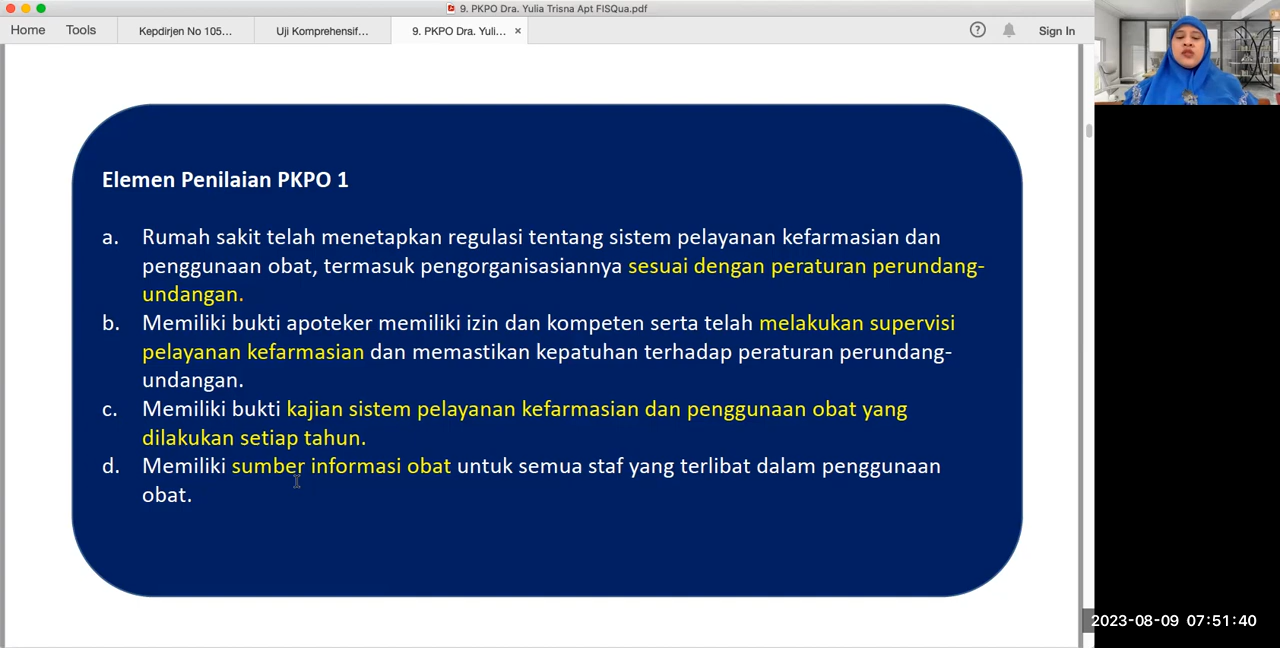 9. PKPO Dra. Yulia Trisna Apt FISQua.pdf
Home Tools Kepdirjen No 105... Uji Komprehensif... 9. PKPO Dra. Yuli... × ? Sign In
Elemen Penilaian PKPO 1
a. Rumah sakit telah menetapkan regulasi tentang sistem pelayanan kefarmasian dan
penggunaan obat, termasuk pengorganisasiannya sesuai dengan peraturan perundang-
undangan.
b. Memiliki bukti apoteker memiliki izin dan kompeten serta telah melakukan supervisi
pelayanan kefarmasian dan memastikan kepatuhan terhadap peraturan perundang-
undangan.
c. Memiliki bukti kajian sistem pelayanan kefarmasian dan penggunaan obat yang
dilakukan setiap tahun.
d. Memiliki sumber informasi obat untuk semua staf yang terlibat dalam penggunaan
obat.
2023-08-09 07:51:40